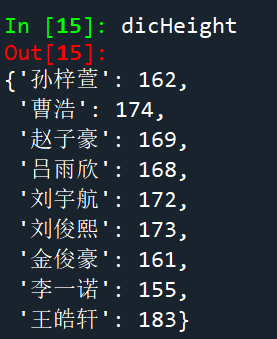 In [15]: dicHeight
Out[15]:
{'孙梓萱': 162,
'曹浩': 174,
'赵子豪': 169,
'吕雨欣': 168,
'刘宇航': 172,
'刘俊熙': 173,
'金俊豪': 161,
'李一诺': 155,
'王皓轩': 183}